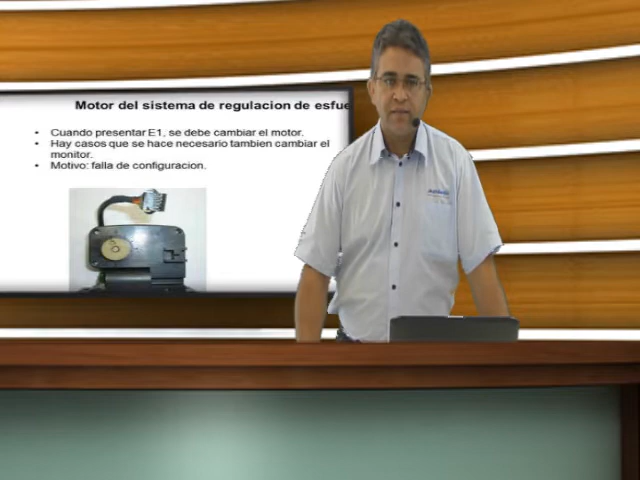 Motor del sistema de regulacion de esfue
• Cuando presentar E1, se debe cambiar el motor.
• Hay casos que se hace necesario tambien cambiar el
monitor.
• Motivo: falla de configuracion.